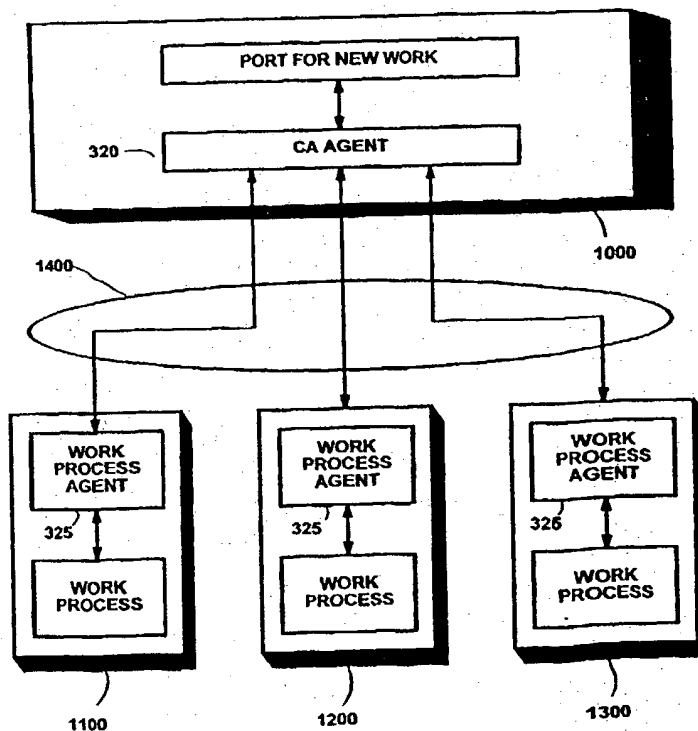 PORT FOR NEW WORK
320
CA AGENT
1000
1400
WORK
PROCESS
AGENT
325
WORK
PROCESS
1100
WORK
PROCESS
AGENT
325
WORK
PROCESS
1200
WORK
PROCESS
AGENT
325
WORK
PROCESS
1300